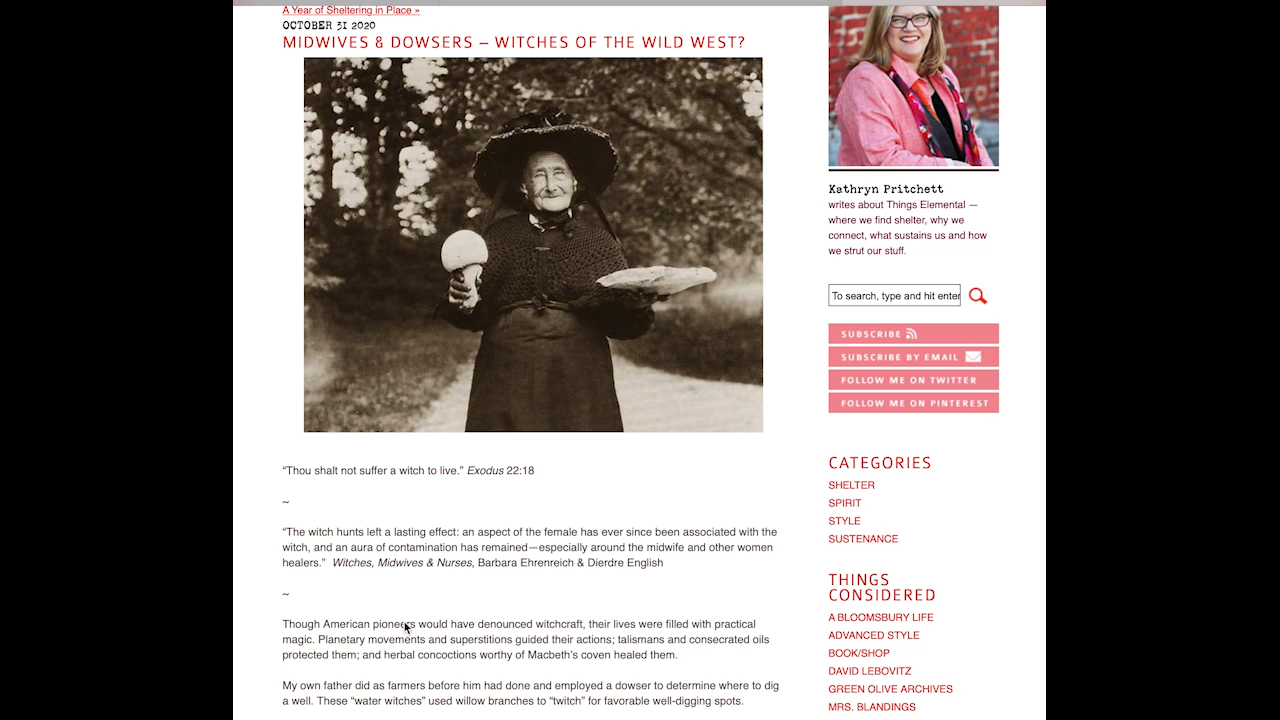 A Year of Sheltering in Place »
OCTOBER 31 2020
MIDWIVES & DOWSERS – WITCHES OF THE WILD WEST?
“Thou shalt not suffer a witch to live.” Exodus 22:18
~
“The witch hunts left a lasting effect: an aspect of the female has ever since been associated with the
witch, and an aura of contamination has remained—especially around the midwife and other women
healers.” Witches, Midwives & Nurses, Barbara Ehrenreich & Dierdre English
~
Though American pioneers would have denounced witchcraft, their lives were filled with practical
magic. Planetary movements and superstitions guided their actions; talismans and consecrated oils
protected them; and herbal concoctions worthy of Macbeth’s coven healed them.
My own father did as farmers before him had done and employed a dowser to determine where to dig
a well. These “water witches” used willow branches to “twitch” for favorable well-digging spots.
Kathryn Pritchett
writes about Things Elemental —
where we find shelter, why we
connect, what sustains us and how
we strut our stuff.
To search, type and hit enter
SUBSCRIBE
SUBSCRIBE BY EMAIL
FOLLOW ME ON TWITTER
FOLLOW ME ON PINTEREST
CATEGORIES
SHELTER
SPIRIT
STYLE
SUSTENANCE
THINGS
CONSIDERED
A BLOOMSBURY LIFE
ADVANCED STYLE
BOOK/SHOP
DAVID LEBOVITZ
GREEN OLIVE ARCHIVES
MRS. BLANDINGS